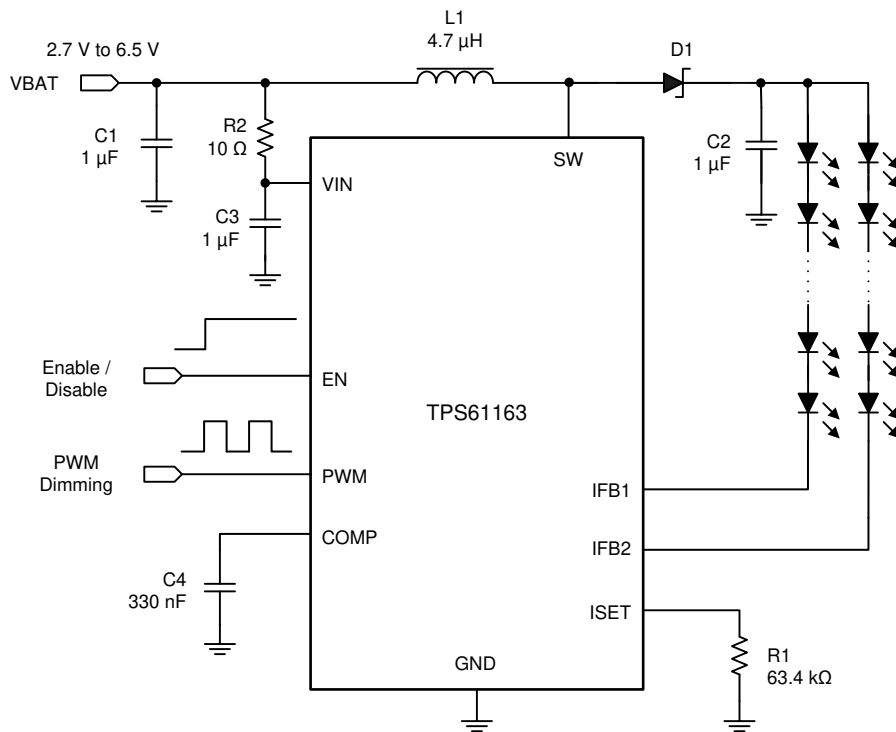 L1
4.7 µH
2.7 V to 6.5 V
VBAT
D1
C1
1 µF
R2
10 Ω
C2
1 µF
SW
VIN
C3
1 µF
Enable /
Disable
EN
TPS61163
PWM
Dimming
PWM
IFB1
COMP
IFB2
C4
330 nF
ISET
GND
R1
63.4 kΩ